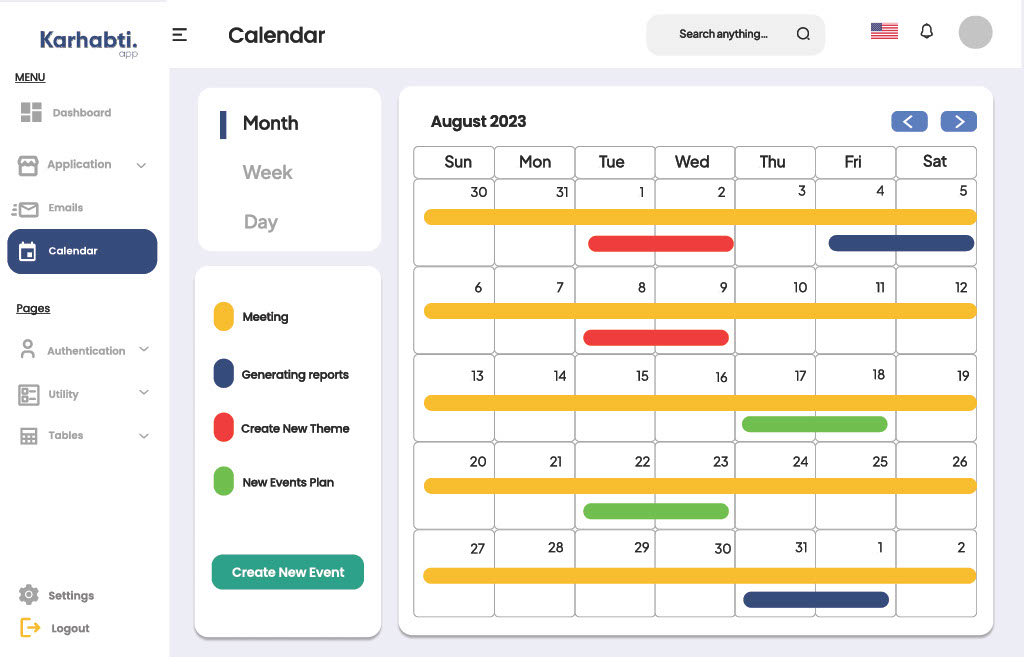 Karhabti.
app
MENU
Dashboard
Application
Emails
Calendar
Pages
Authentication
Utility
Tables
Settings
Logout
Calendar
Search anything...
Month
Week
Day
Meeting
Generating reports
Create New Theme
New Events Plan
Create New Event
August 2023
Sun Mon Tue Wed Thu Fri Sat
30 31 1 2 3 4 5
6 7 8 9 10 11 12
13 14 15 16 17 18 19
20 21 22 23 24 25 26
27 28 29 30 31 1 2